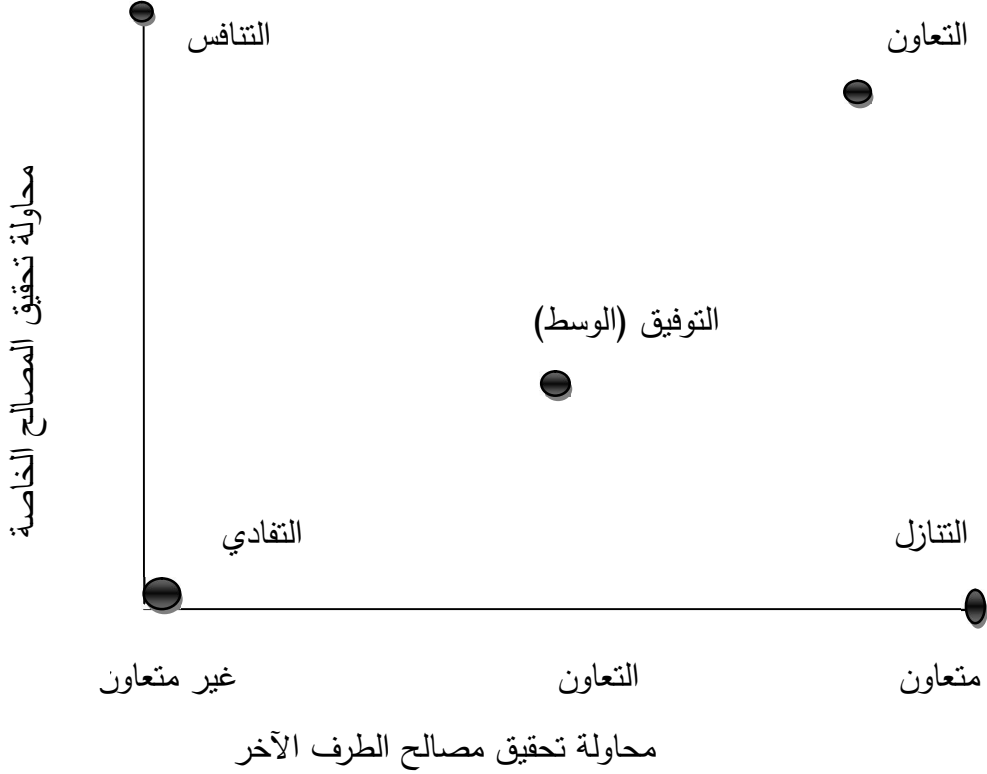 التعاون
التنافس
محاولة تحقيق المصالح الخاصة
التوفيق (الوسط)
التنازل
التفادي
متعاون
التعاون
غير متعاون
محاولة تحقيق مصالح الطرف الآخر